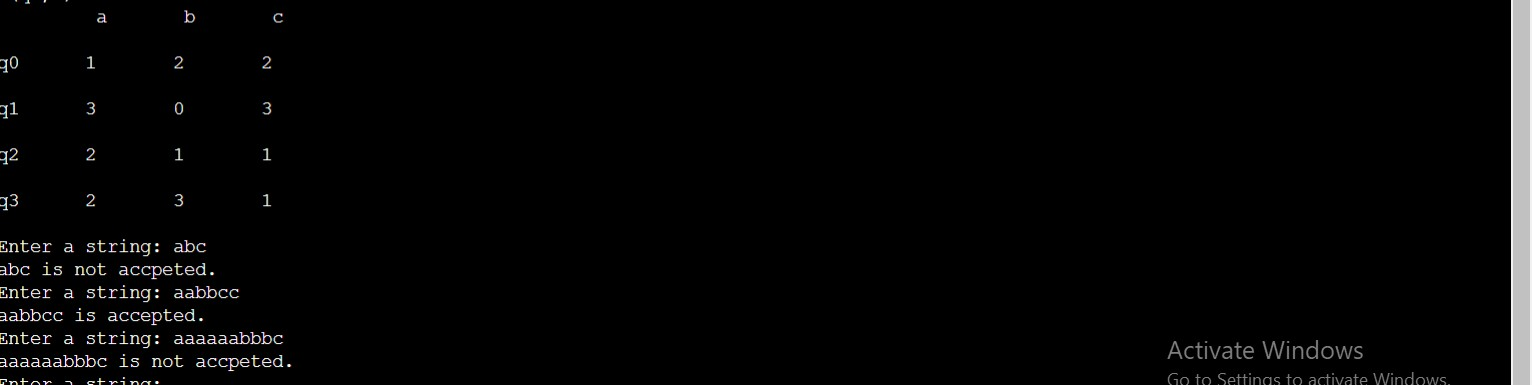 a b c
q0 1 2 2
q1 3 0 3
q2 2 1 1
q3 2 3 1
Enter a string: abc
abc is not accpeted.
Enter a string: aabbcc
aabbcc is accepted.
Enter a string: aaaaaabbbc
aaaaaabbbc is not accpeted.
Enter a string:
Activate Windows
Go to Settings to activate Windows.